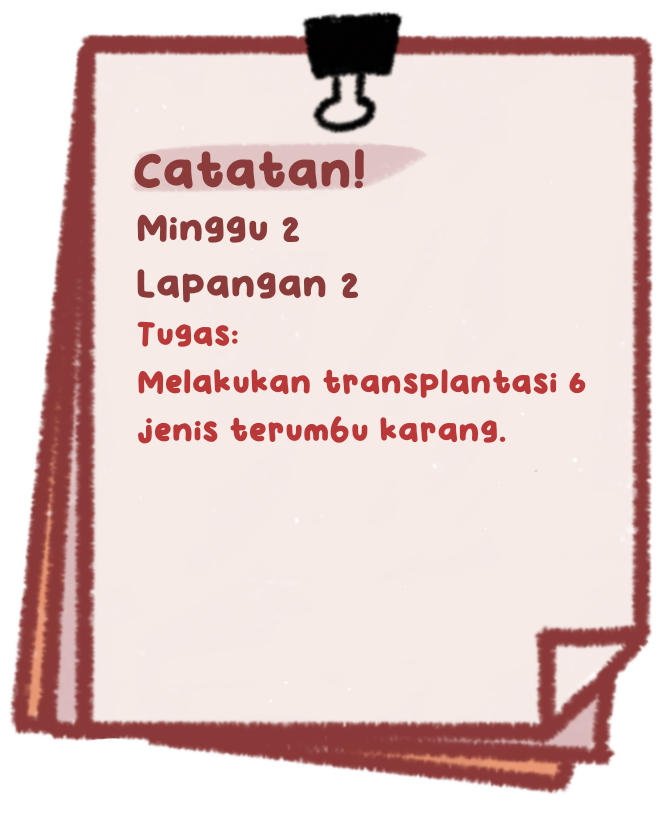 Catatan!
Minggu 2
Lapangan 2
Tugas:
Melakukan transplantasi 6
jenis terumbu karang.